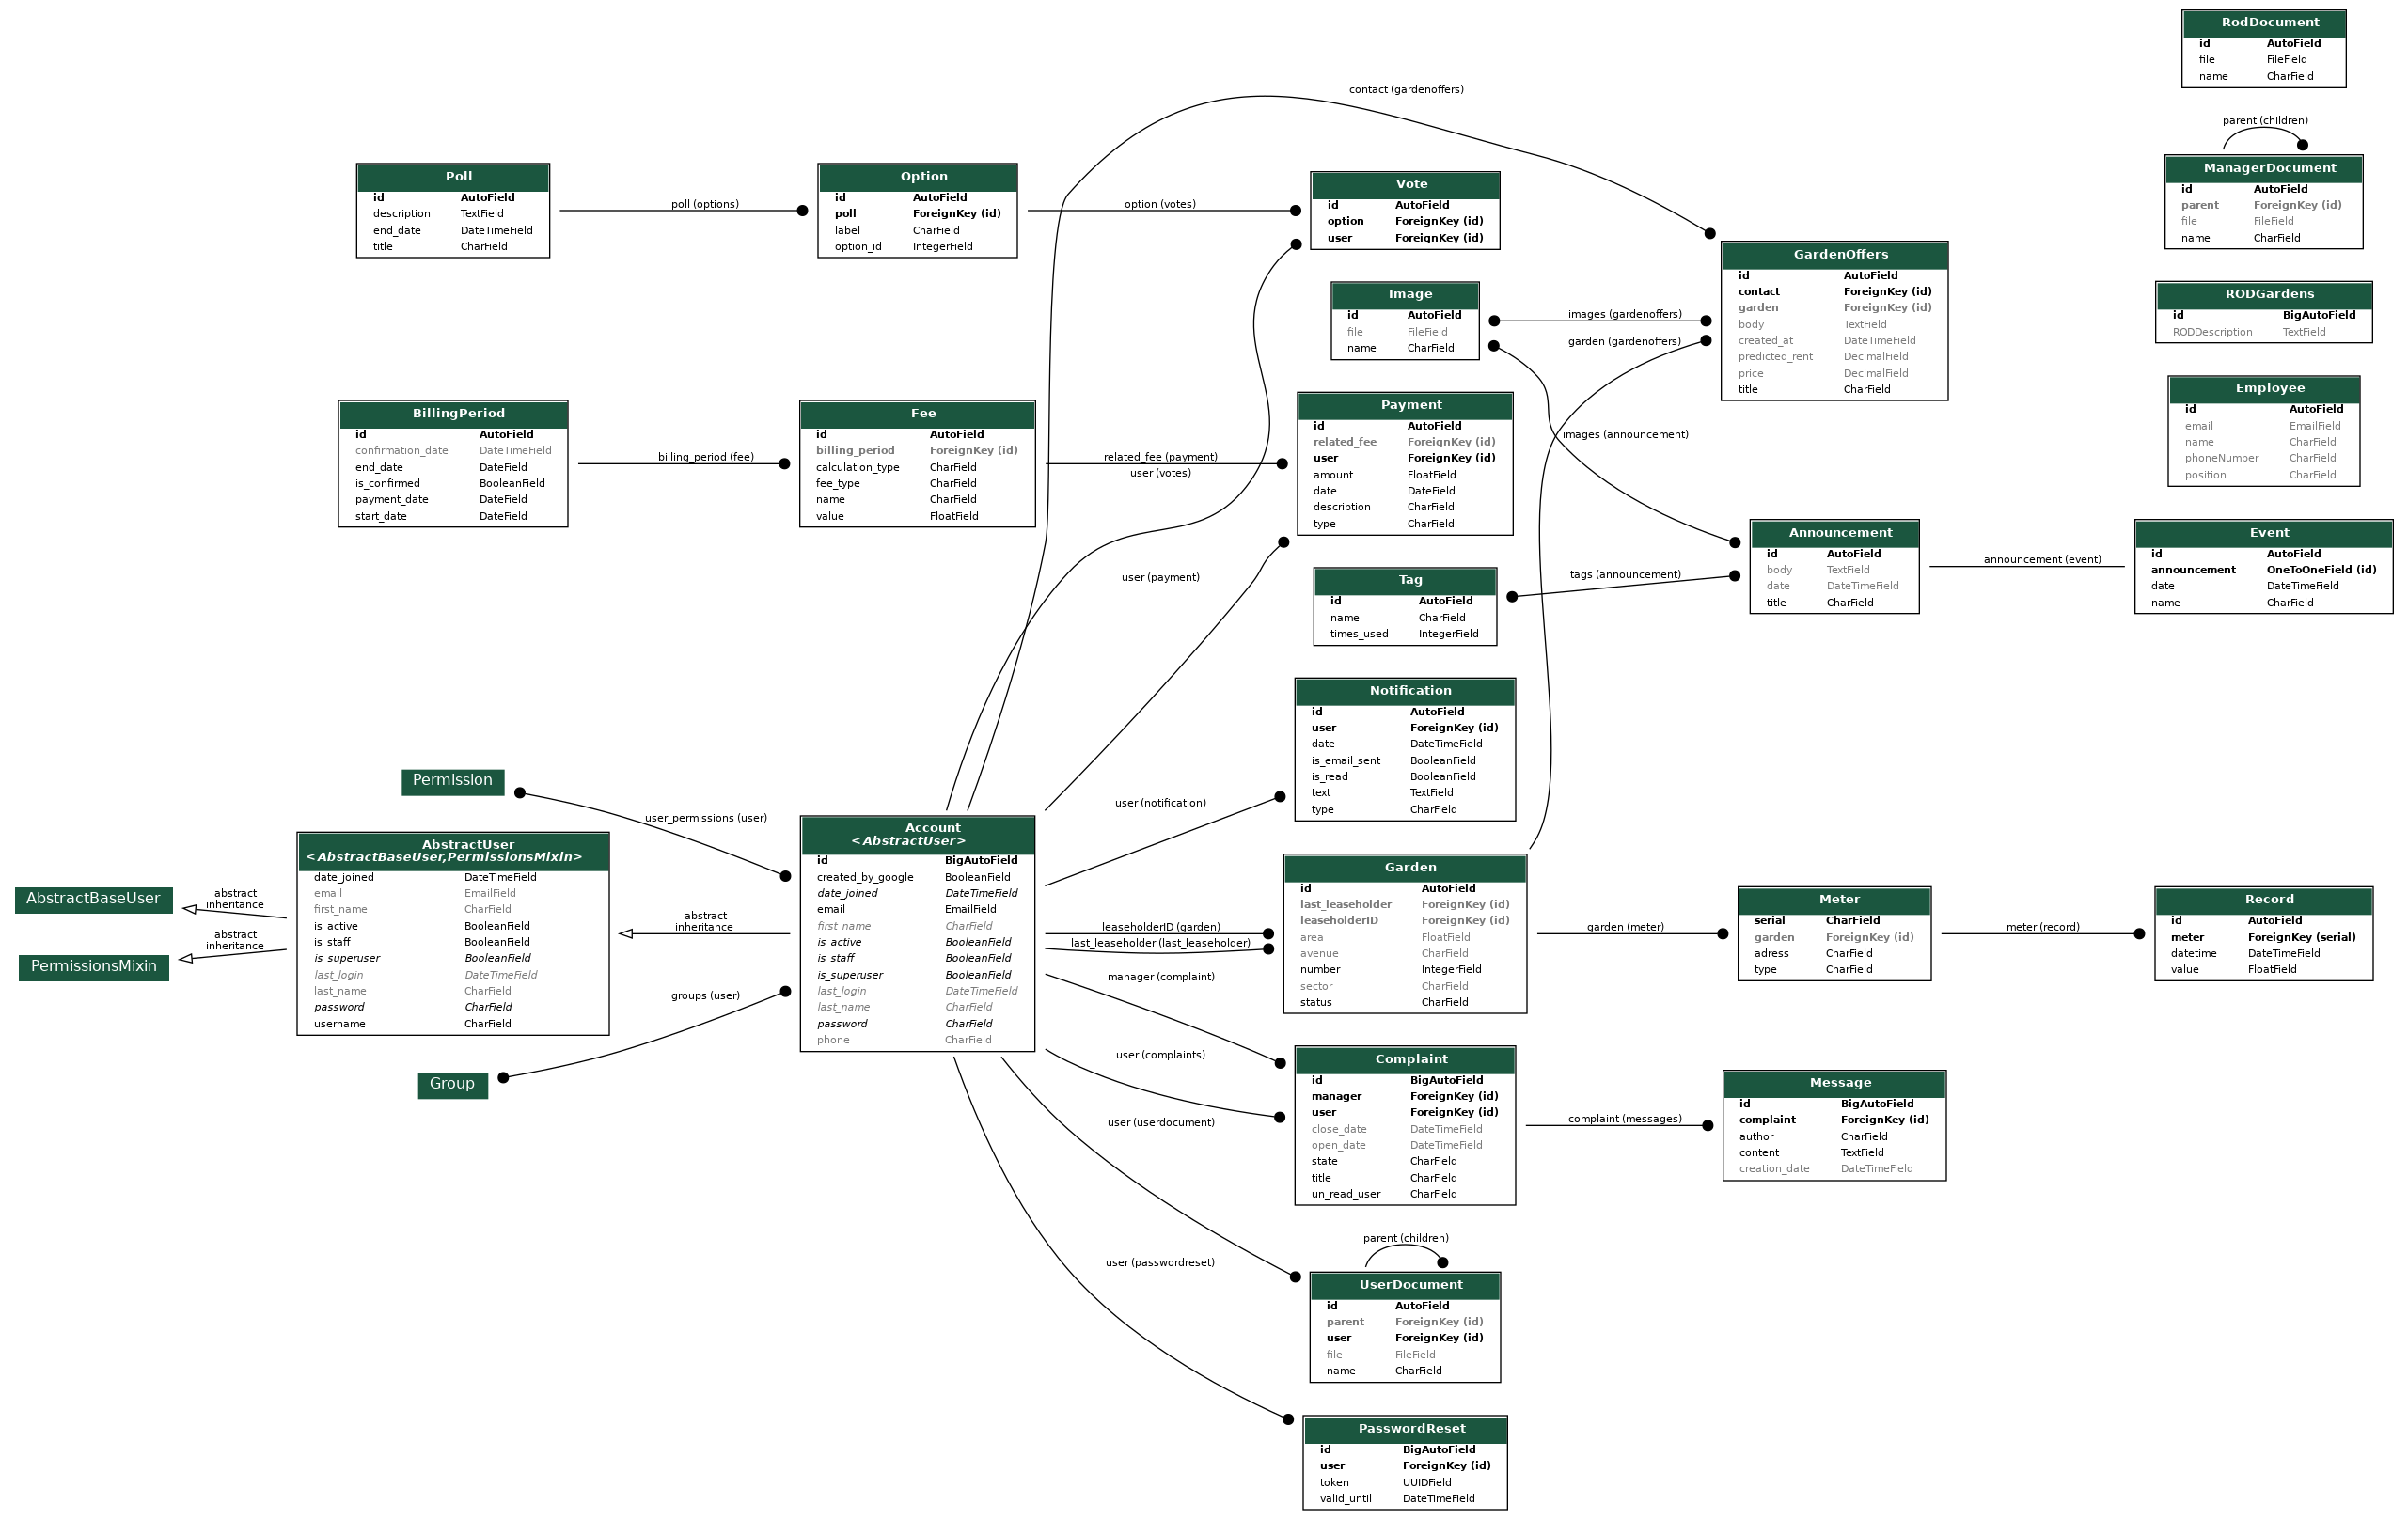 RodDocument
id AutoField
file FileField
name CharField
parent (children)
ManagerDocument
id AutoField
parent ForeignKey (id)
file FileField
name CharField
RODGardens
id BigAutoField
RODDescription TextField
Employee
id AutoField
email EmailField
name CharField
phoneNumber CharField
position CharField
contact (gardenoffers)
Poll
id AutoField
description TextField
end_date DateTimeField
title CharField
poll (options)
Option
id AutoField
poll ForeignKey (id)
label CharField
option_id IntegerField
option (votes)
Vote
id AutoField
option ForeignKey (id)
user ForeignKey (id)
Image
id AutoField
file FileField
name CharField
images (gardenoffers)
garden (gardenoffers)
GardenOffers
id AutoField
contact ForeignKey (id)
garden ForeignKey (id)
body TextField
created_at DateTimeField
predicted_rent DecimalField
price DecimalField
title CharField
BillingPeriod
id AutoField
confirmation_date DateTimeField
end_date DateField
is_confirmed BooleanField
payment_date DateField
start_date DateField
billing_period (fee)
Fee
id AutoField
billing_period ForeignKey (id)
calculation_type CharField
fee_type CharField
name CharField
value FloatField
related_fee (payment)
user (votes)
Payment
id AutoField
related_fee ForeignKey (id)
user ForeignKey (id)
amount FloatField
date DateField
description CharField
type CharField
images (announcement)
user (payment)
Tag
id AutoField
name CharField
times_used IntegerField
tags (announcement)
Announcement
id AutoField
body TextField
date DateTimeField
title CharField
announcement (event)
Event
id AutoField
announcement OneToOneField (id)
date DateTimeField
name CharField
Notification
id AutoField
user ForeignKey (id)
date DateTimeField
is_email_sent BooleanField
is_read BooleanField
text TextField
type CharField
Permission
user_permissions (user)
user (notification)
AbstractBaseUser
PermissionsMixin
abstract
inheritance
abstract
inheritance
AbstractUser
<AbstractBaseUser,PermissionsMixin>
date_joined DateTimeField
email EmailField
first_name CharField
is_active BooleanField
is_staff BooleanField
is_superuser BooleanField
last_login DateTimeField
last_name CharField
password CharField
username CharField
abstract
inheritance
groups (user)
Group
Account
<AbstractUser>
id BigAutoField
created_by_google BooleanField
date_joined DateTimeField
email EmailField
first_name CharField
is_active BooleanField
is_staff BooleanField
is_superuser BooleanField
last_login DateTimeField
last_name CharField
password CharField
phone CharField
leaseholderID (garden)
last_leaseholder (last_leaseholder)
manager (complaint)
user (complaints)
user (userdocument)
user (passwordreset)
Garden
id AutoField
last_leaseholder ForeignKey (id)
leaseholderID ForeignKey (id)
area FloatField
avenue CharField
number IntegerField
sector CharField
status CharField
garden (meter)
Meter
serial CharField
garden ForeignKey (id)
adress CharField
type CharField
meter (record)
Record
id AutoField
meter ForeignKey (serial)
datetime DateTimeField
value FloatField
Complaint
id BigAutoField
manager ForeignKey (id)
user ForeignKey (id)
close_date DateTimeField
open_date DateTimeField
state CharField
title CharField
un_read_user CharField
complaint (messages)
Message
id BigAutoField
complaint ForeignKey (id)
author CharField
content TextField
creation_date DateTimeField
parent (children)
UserDocument
id AutoField
parent ForeignKey (id)
user ForeignKey (id)
file FileField
name CharField
PasswordReset
id BigAutoField
user ForeignKey (id)
token UUIDField
valid_until DateTimeField